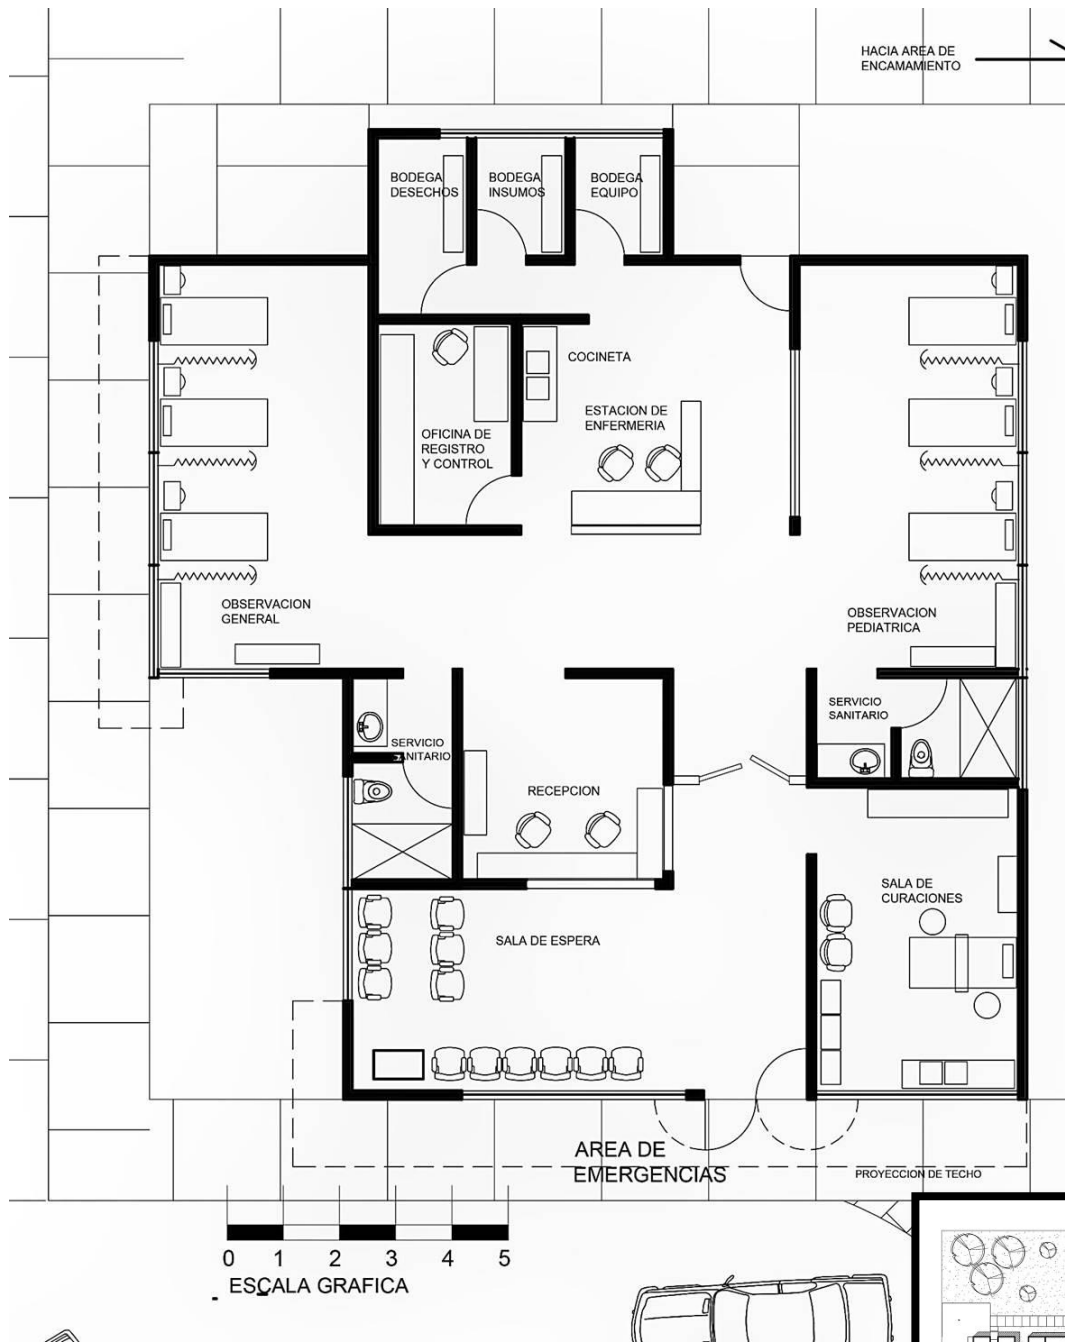 HACIA AREA DE
ENCAMAMIENTO
BODEGA
DESECHOS
BODEGA
INSUMOS
BODEGA
EQUIPO
COCINETA
ESTACION DE
ENFERMERIA
OFICINA DE
REGISTRO
Y CONTROL
OBSERVACION
GENERAL
OBSERVACION
PEDIATRICA
SERVICIO
SANITARIO
SERVICIO
SANITARIO
RECEPCION
SALA DE
CURACIONES
SALA DE ESPERA
AREA DE
EMERGENCIAS
PROYECCION DE TECHO
0 1 2 3 4 5
ESCALA GRAFICA